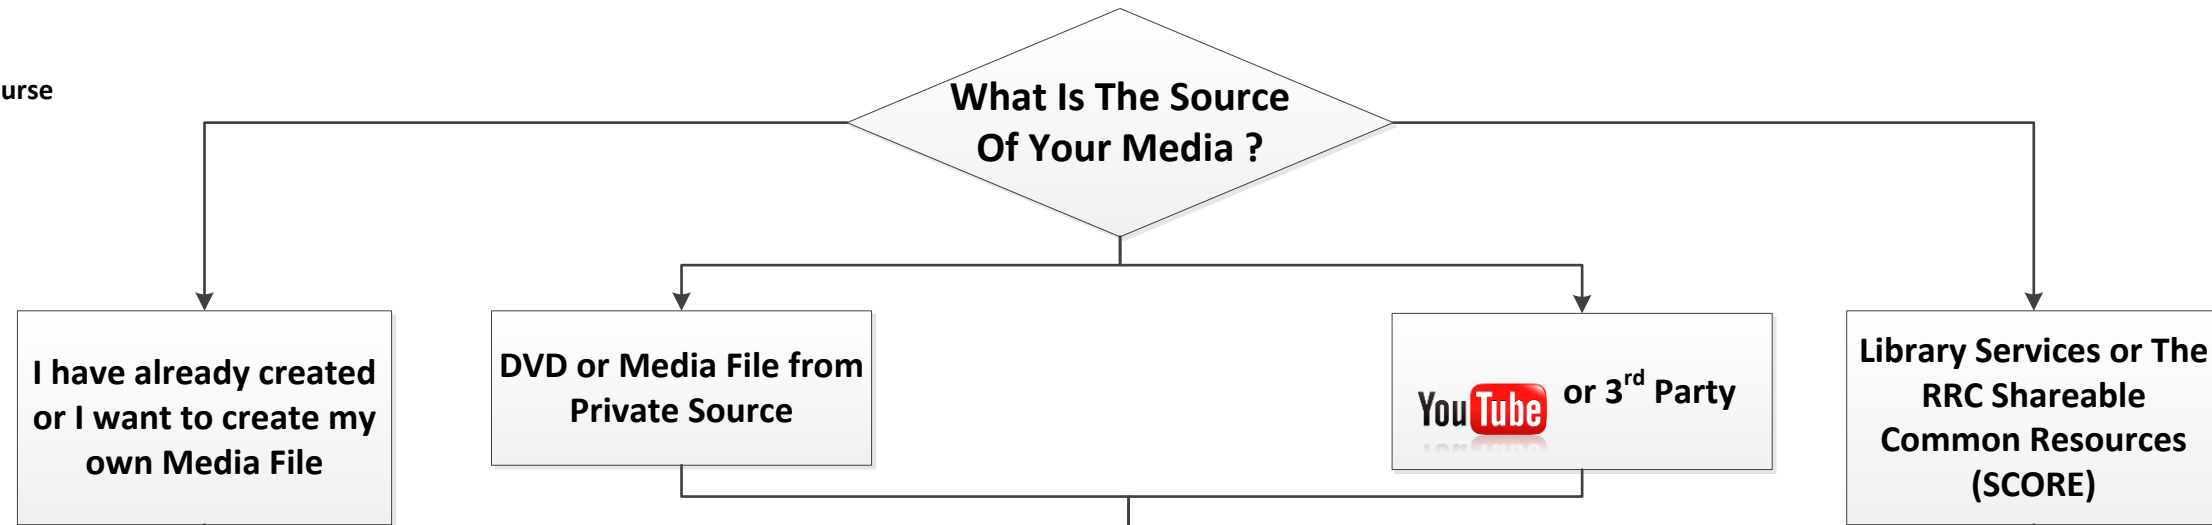 urse
What Is The Source
Of Your Media ?
I have already created
or I want to create my
own Media File
DVD or Media File from
Private Source
YouTube or 3rd Party
Library Services or The
RRC Shareable
Common Resources
(SCORE)